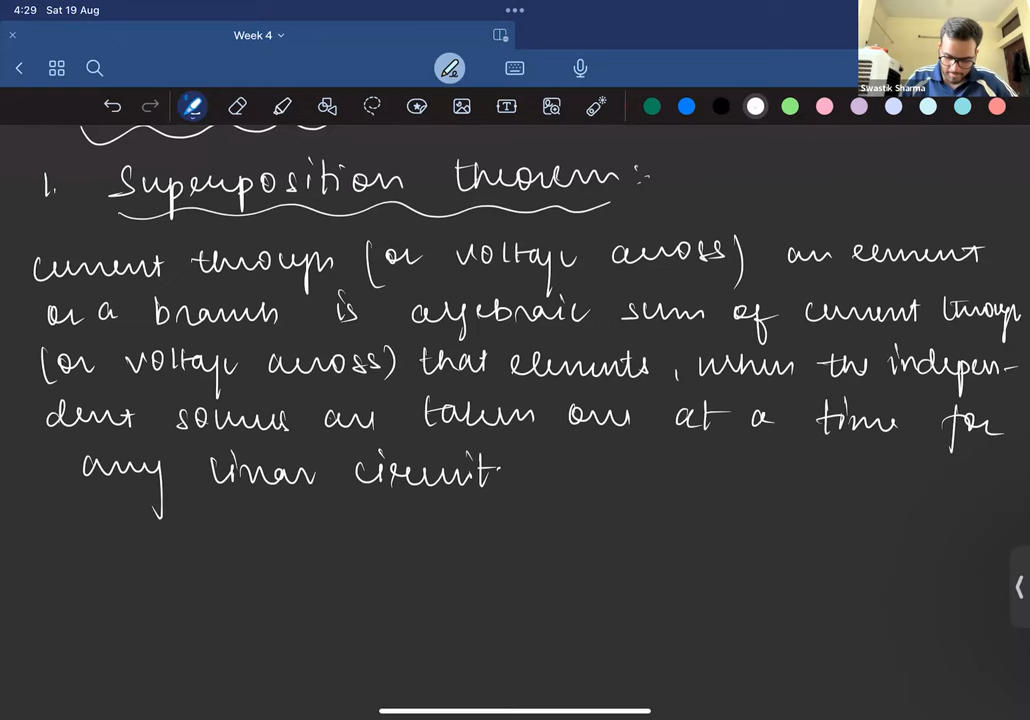 4:29 Sat 19 Aug
Week 4
Swastik Sharma
1. Superposition theorem :-
current through (or voltage across) an element
or a branch is algebraic sum of current through
(or voltage across) that elements, when the indepen-
dent sources are taken one at a time for
any linear circuit.